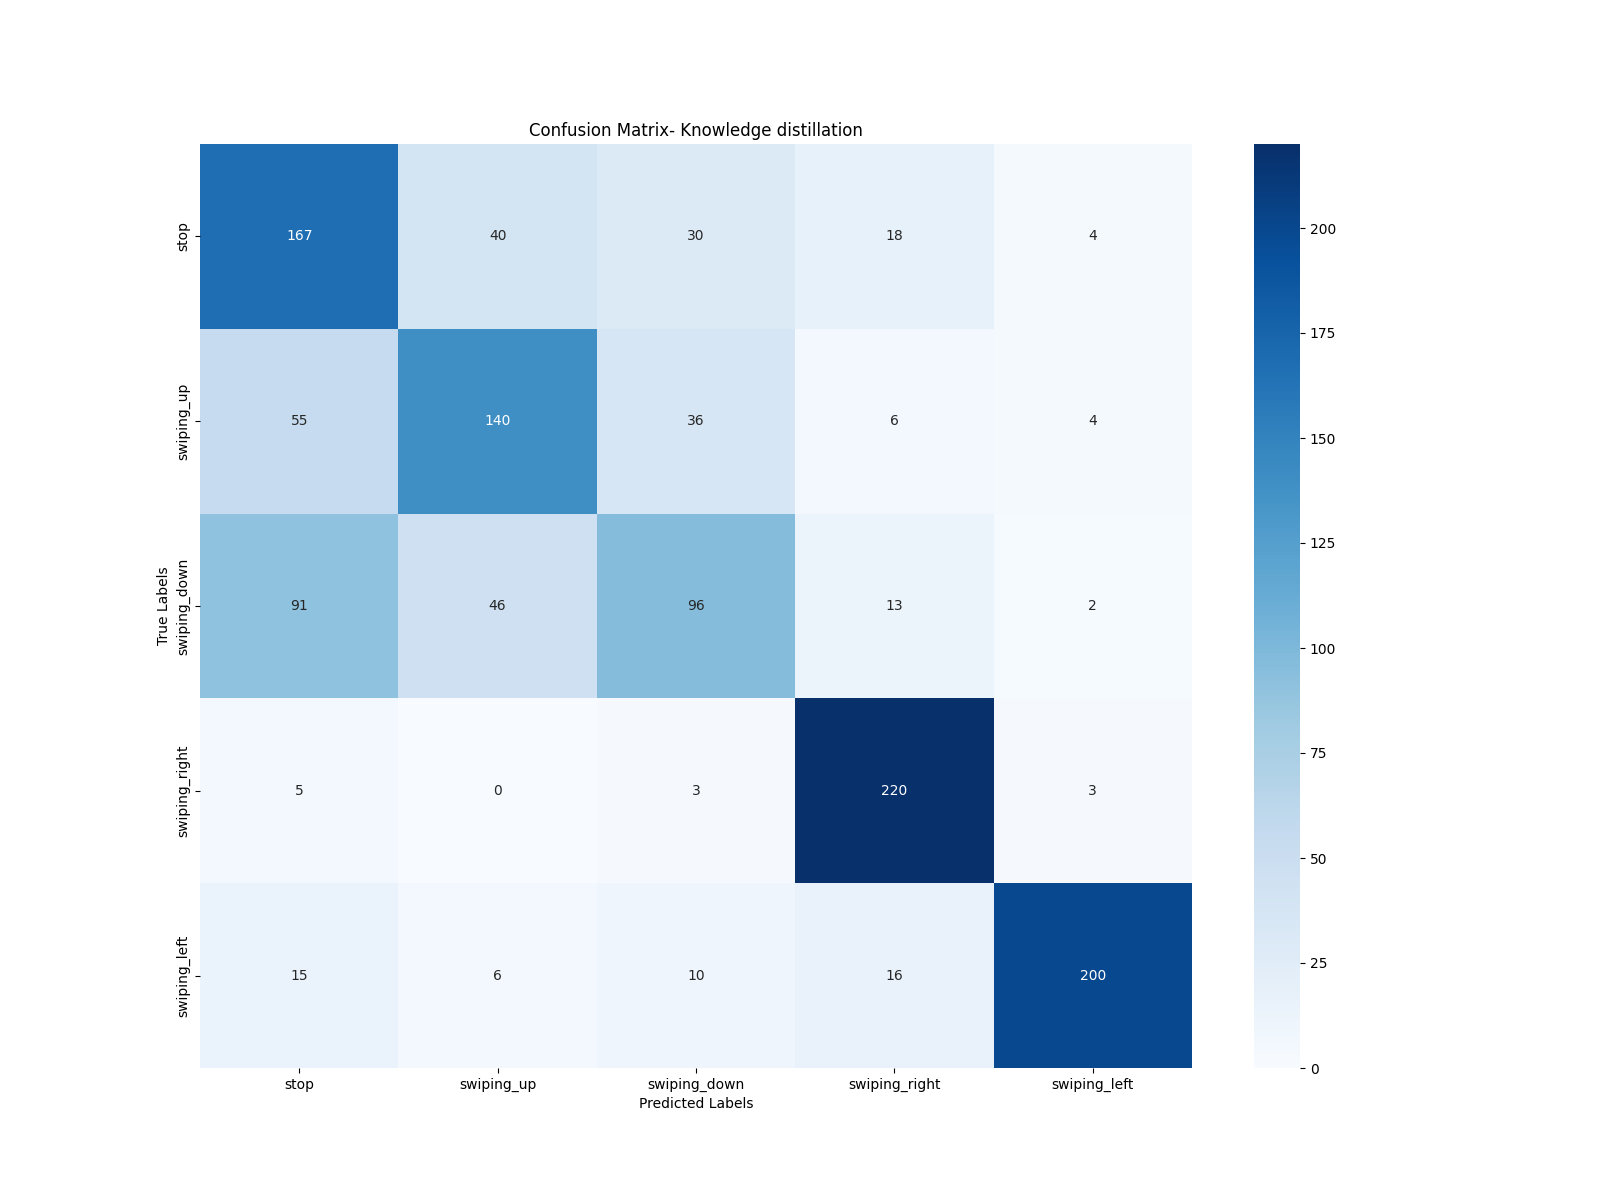 Confusion Matrix- Knowledge distillation
True Labels
stop
167 40 30 18 4
swiping_up
55 140 36 6 4
swiping_down
91 46 96 13 2
swiping_right
5 0 3 220 3
swiping_left
15 6 10 16 200
stop swiping_up swiping_down swiping_right swiping_left
Predicted Labels
200
175
150
125
100
75
50
25
0